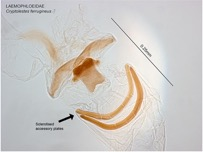 LAEMOPHLOEIDAE
Cryptolestes ferrugineus ♂
0.25mm
Sclerotised
accessory plates